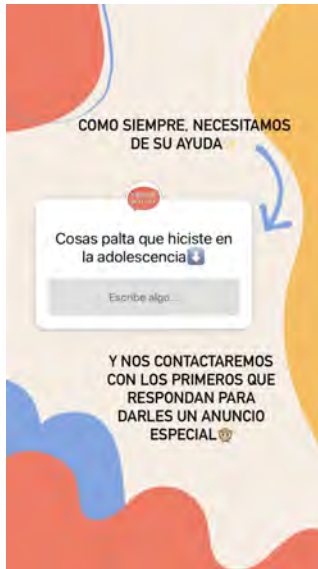 COMO SIEMPRE, NECESITAMOS
DE SU AYUDA
Cosas palta que hiciste en
la adolescencia⬇️
Escribe algo...
Y NOS CONTACTAREMOS
CON LOS PRIMEROS QUE
RESPONDAN PARA
DARLES UN ANUNCIO
ESPECIAL